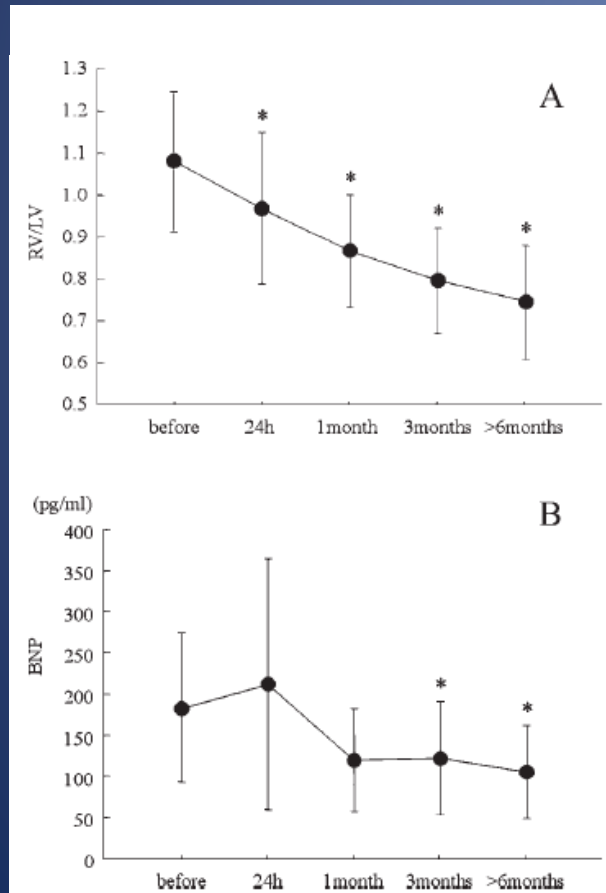 A
1.3
1.2
1.1
1.0
0.9
0.8
0.7
0.6
0.5
RV/LV
* * * *
before 24h 1month 3months >6months
B
(pg/ml)
400
350
300
250
200
150
100
50
0
BNP
* *
before 24h 1month 3months >6months